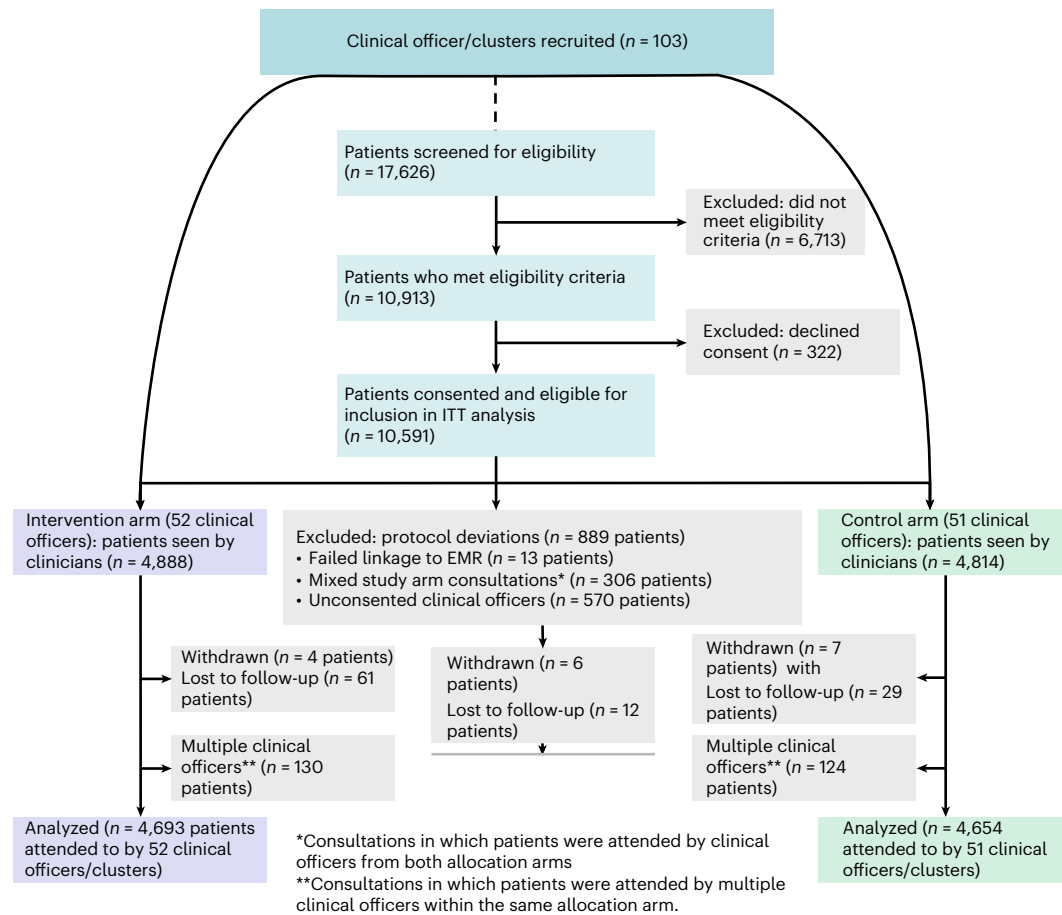 Clinical officer/clusters recruited (n = 103)
Patients screened for eligibility
(n = 17,626)
Excluded: did not
meet eligibility
criteria (n = 6,713)
Patients who met eligibility criteria
(n = 10,913)
Excluded: declined
consent (n = 322)
Patients consented and eligible for
inclusion in ITT analysis
(n = 10,591)
Intervention arm (52 clinical
officers): patients seen by
clinicians (n = 4,888)
Excluded: protocol deviations (n = 889 patients)
• Failed linkage to EMR (n = 13 patients)
• Mixed study arm consultations* (n = 306 patients)
• Unconsented clinical officers (n = 570 patients)
Control arm (51 clinical
officers): patients seen by
clinicians (n = 4,814)
Withdrawn (n = 4 patients)
Lost to follow-up (n = 61
patients)
Withdrawn (n = 6
patients)
Lost to follow-up (n = 12
patients)
Withdrawn (n = 7
patients) with
Lost to follow-up (n = 29
patients)
Multiple clinical
officers** (n = 130
patients)
Multiple clinical
officers** (n = 124
patients)
Analyzed (n = 4,693 patients
attended to by 52 clinical
officers/clusters)
*Consultations in which patients were attended by clinical
officers from both allocation arms
**Consultations in which patients were attended by multiple
clinical officers within the same allocation arm.
Analyzed (n = 4,654
attended to by 51 clinical
officers/clusters)